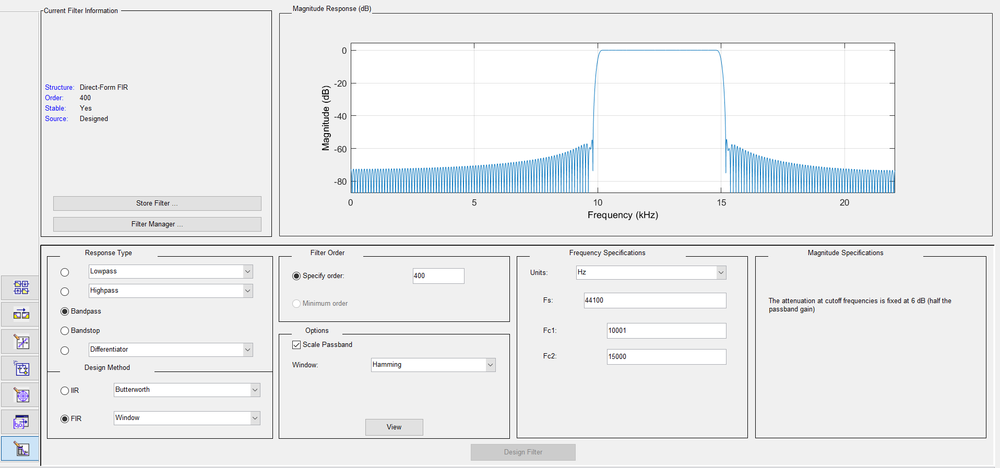 Current Filter Information
Structure: Direct-Form FIR
Order: 400
Stable: Yes
Source: Designed
Store Filter ...
Filter Manager ...
Magnitude Response (dB)
0
-20
-40
-60
-80
Magnitude (dB)
0 5 10 15 20
Frequency (kHz)
Response Type
Lowpass
Highpass
Bandpass
Bandstop
Differentiator
Design Method
IIR Butterworth
FIR Window
Filter Order
Specify order: 400
Minimum order
Options
Scale Passband
Window: Hamming
View
Frequency Specifications
Units: Hz
Fs: 44100
Fc1: 10001
Fc2: 15000
Magnitude Specifications
The attenuation at cutoff frequencies is fixed at 6 dB (half the
passband gain)
Design Filter